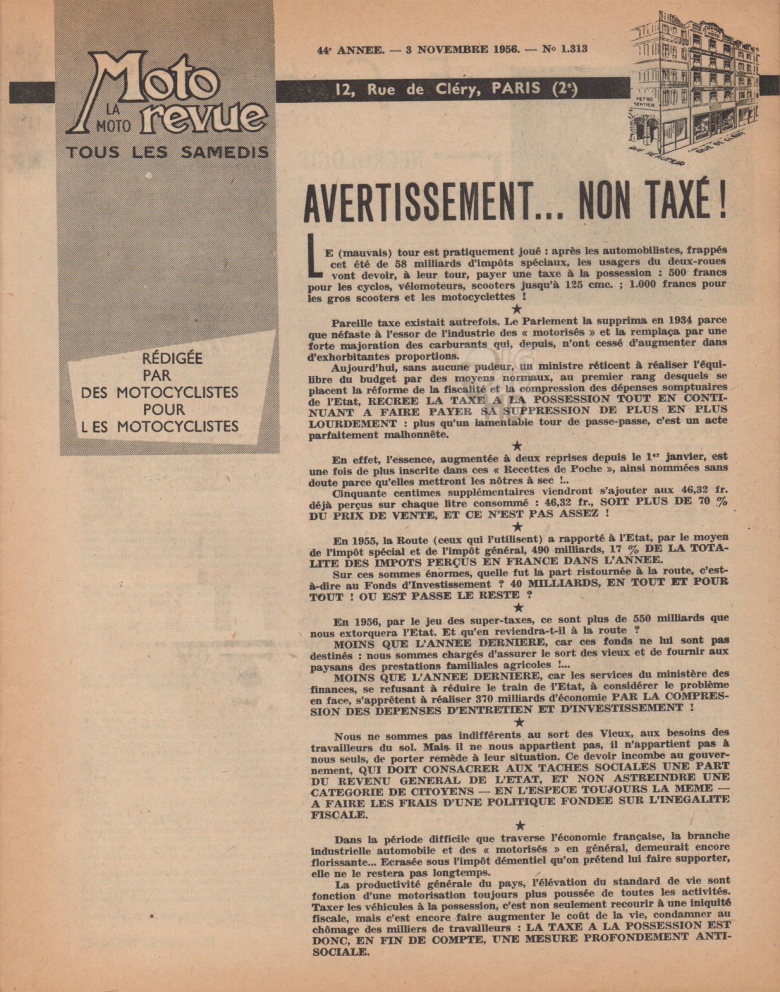 44e ANNEE. — 3 NOVEMBRE 1956. — No 1.313
12, Rue de Cléry, PARIS (2e)
Moto
LA
MOTO
revue
TOUS LES SAMEDIS
METRO
SENTIER
RUE RÉAUMUR
RUE DE CLERY
RÉDIGÉE
PAR
DES MOTOCYCLISTES
POUR
LES MOTOCYCLISTES
AVERTISSEMENT... NON TAXÉ !
LE (mauvais) tour est pratiquement joué : après les automobilistes, frappés
cet été de 58 milliards d'impôts spéciaux, les usagers du deux-roues
vont devoir, à leur tour, payer une taxe à la possession : 500 francs
pour les cyclos, vélomoteurs, scooters jusqu'à 125 cmc. ; 1.000 francs pour
les gros scooters et les motocyclettes !
★
Pareille taxe existait autrefois. Le Parlement la supprima en 1934 parce
que néfaste à l'essor de l'industrie des « motorisés » et la remplaça par une
forte majoration des carburants qui, depuis, n'ont cessé d'augmenter dans
d'exhorbitantes proportions.
Aujourd'hui, sans aucune pudeur, un ministre réticent à réaliser l'équi-
libre du budget par des moyens normaux, au premier rang desquels se
placent la réforme de la fiscalité et la compression des dépenses somptuaires
de l'Etat, RECREE LA TAXE A LA POSSESSION TOUT EN CONTI-
NUANT A FAIRE PAYER SA SUPPRESSION DE PLUS EN PLUS
LOURDEMENT : plus qu'un lamentable tour de passe-passe, c'est un acte
parfaitement malhonnête.
★
En effet, l'essence, augmentée à deux reprises depuis le 1er janvier, est
une fois de plus inscrite dans ces « Recettes de Poche », ainsi nommées sans
doute parce qu'elles mettront les nôtres à sec !..
Cinquante centimes supplémentaires viendront s'ajouter aux 46,32 fr.
déjà perçus sur chaque litre consommé : 46,32 fr., SOIT PLUS DE 70 %
DU PRIX DE VENTE, ET CE N'EST PAS ASSEZ !
★
En 1955, la Route (ceux qui l'utilisent) a rapporté à l'Etat, par le moyen
de l'impôt spécial et de l'impôt général, 490 milliards, 17 % DE LA TOTA-
LITE DES IMPOTS PERÇUS EN FRANCE DANS L'ANNEE.
Sur ces sommes énormes, quelle fut la part ristournée à la route, c'est-
à-dire au Fonds d'Investissement ? 40 MILLIARDS, EN TOUT ET POUR
TOUT ! OU EST PASSE LE RESTE ?
★
En 1956, par le jeu des super-taxes, ce sont plus de 550 milliards que
nous extorquera l'Etat. Et qu'en reviendra-t-il à la route ?
MOINS QUE L'ANNEE DERNIERE, car ces fonds ne lui sont pas
destinés : nous sommes chargés d'assurer le sort des vieux et de fournir aux
paysans des prestations familiales agricoles !...
MOINS QUE L'ANNEE DERNIERE, car les services du ministère des
finances, se refusant à réduire le train de l'Etat, à considérer le problème
en face, s'apprêtent à réaliser 370 milliards d'économie PAR LA COMPRES-
SION DES DEPENSES D'ENTRETIEN ET D'INVESTISSEMENT !
★
Nous ne sommes pas indifférents au sort des Vieux, aux besoins des
travailleurs du sol. Mais il ne nous appartient pas, il n'appartient pas à
nous seuls, de porter remède à leur situation. Ce devoir incombe au gouver-
nement, QUI DOIT CONSACRER AUX TACHES SOCIALES UNE PART
DU REVENU GENERAL DE L'ETAT, ET NON ASTREINDRE UNE
CATEGORIE DE CITOYENS — EN L'ESPECE TOUJOURS LA MEME —
A FAIRE LES FRAIS D'UNE POLITIQUE FONDEE SUR L'INEGALITE
FISCALE.
★
Dans la période difficile que traverse l'économie française, la branche
industrielle automobile et des « motorisés » en général, demeurait encore
florissante... Ecrasée sous l'impôt démentiel qu'on prétend lui faire supporter,
elle ne le restera pas longtemps.
La productivité générale du pays, l'élévation du standard de vie sont
fonction d'une motorisation toujours plus poussée de toutes les activités.
Taxer les véhicules à la possession, c'est non seulement recourir à une iniquité
fiscale, mais c'est encore faire augmenter le coût de la vie, condamner au
chômage des milliers de travailleurs : LA TAXE A LA POSSESSION EST
DONC, EN FIN DE COMPTE, UNE MESURE PROFONDEMENT ANTI-
SOCIALE.